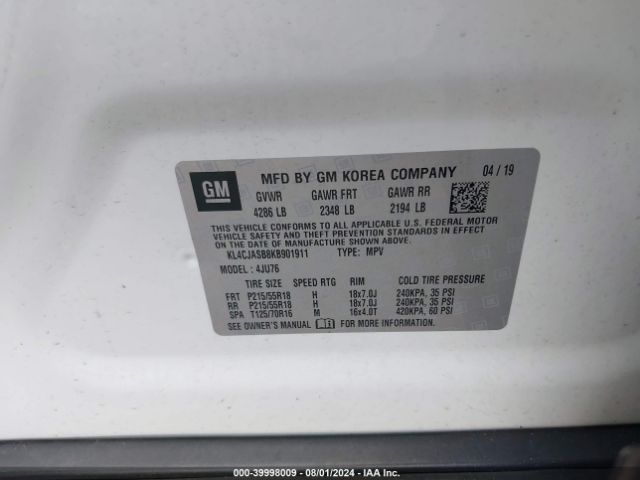 GM
MFD BY GM KOREA COMPANY 04 / 19
GVWR GAWR FRT GAWR RR
4286 LB 2348 LB 2194 LB
THIS VEHICLE CONFORMS TO ALL APPLICABLE U.S. FEDERAL MOTOR
VEHICLE SAFETY AND THEFT PREVENTION STANDARDS IN EFFECT ON
THE DATE OF MANUFACTURE SHOWN ABOVE.
KL4CJASB8KB901911 TYPE: MPV
MODEL : 4JU76
TIRE SIZE SPEED RTG RIM COLD TIRE PRESSURE
FRT P215/55R18 H 18x7.0J 240KPA, 35 PSI
RR P215/55R18 H 18x7.0J 240KPA, 35 PSI
SPA T125/70R16 M 16x4.0T 420KPA, 60 PSI
SEE OWNER'S MANUAL FOR MORE INFORMATION.
000-39998009 - 08/01/2024 - IAA Inc.